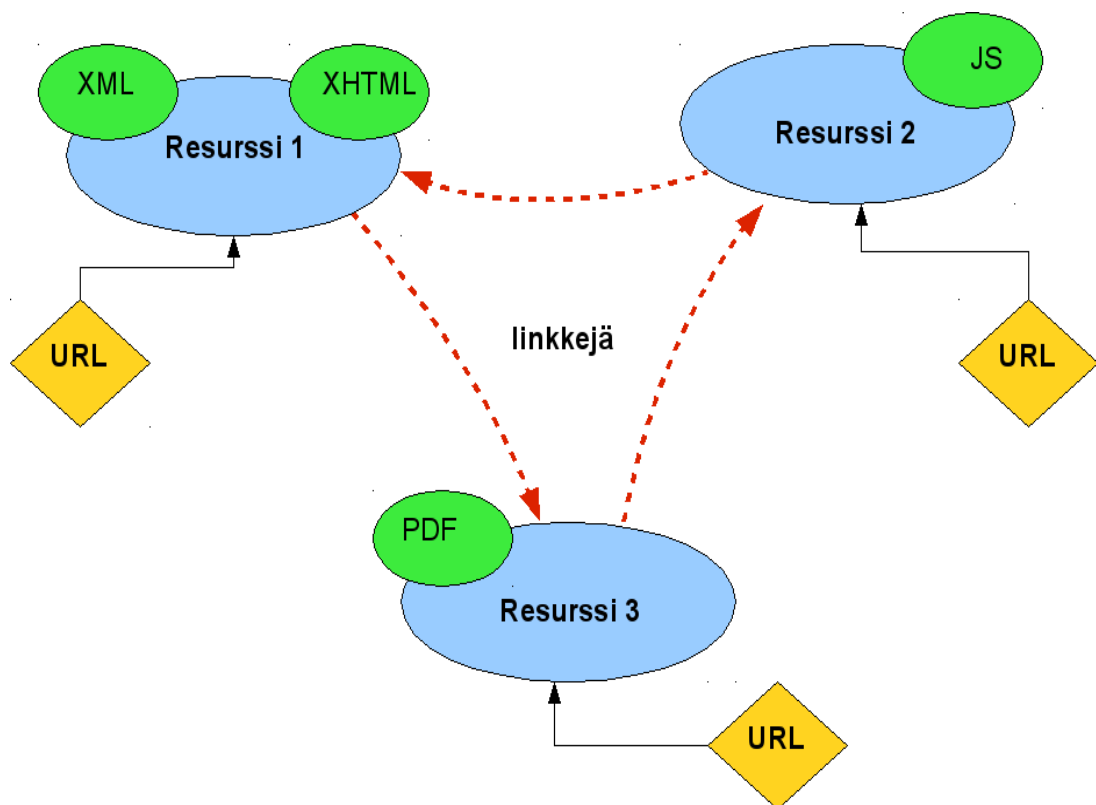 XML
XHTML
Resurssi 1
JS
Resurssi 2
URL
linkkejä
URL
PDF
Resurssi 3
URL